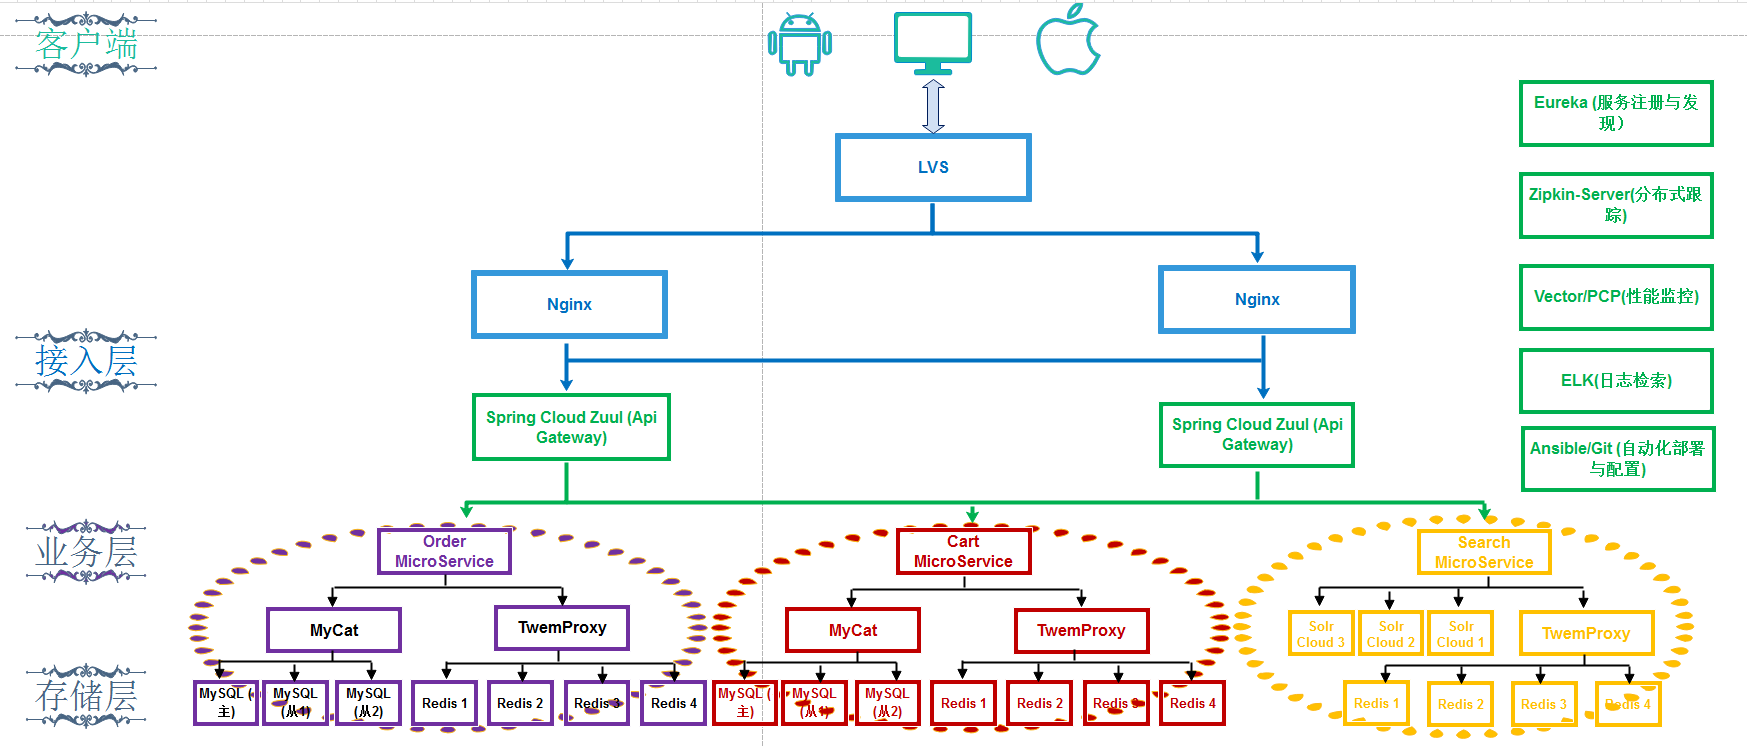 客户端
Eureka (服务注册与发
现）
LVS
Zipkin-Server(分布式跟
踪)
Nginx
Nginx
Vector/PCP(性能监控)
接入层
ELK(日志检索)
Spring Cloud Zuul (Api
Gateway)
Spring Cloud Zuul (Api
Gateway)
Ansible/Git (自动化部署
与配置)
业务层
Order
MicroService
Cart
MicroService
Search
MicroService
MyCat
TwemProxy
MyCat
TwemProxy
Solr
Cloud 3
Solr
Cloud 2
Solr
Cloud 1
TwemProxy
存储层
MySQL (
主)
MySQL
(从1)
MySQL
(从2)
Redis 1
Redis 2
Redis 3
Redis 4
MySQL (
主)
MySQL
(从1)
MySQL
(从2)
Redis 1
Redis 2
Redis 3
Redis 4
Redis 1
Redis 2
Redis 3
Redis 4